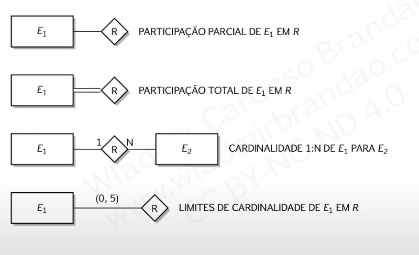 E1 R PARTICIPAÇÃO PARCIAL DE E1 EM R
E1 R PARTICIPAÇÃO TOTAL DE E1 EM R
E1 1 R N E2 CARDINALIDADE 1:N DE E1 PARA E2
E1 (0, 5) R LIMITES DE CARDINALIDADE DE E1 EM R